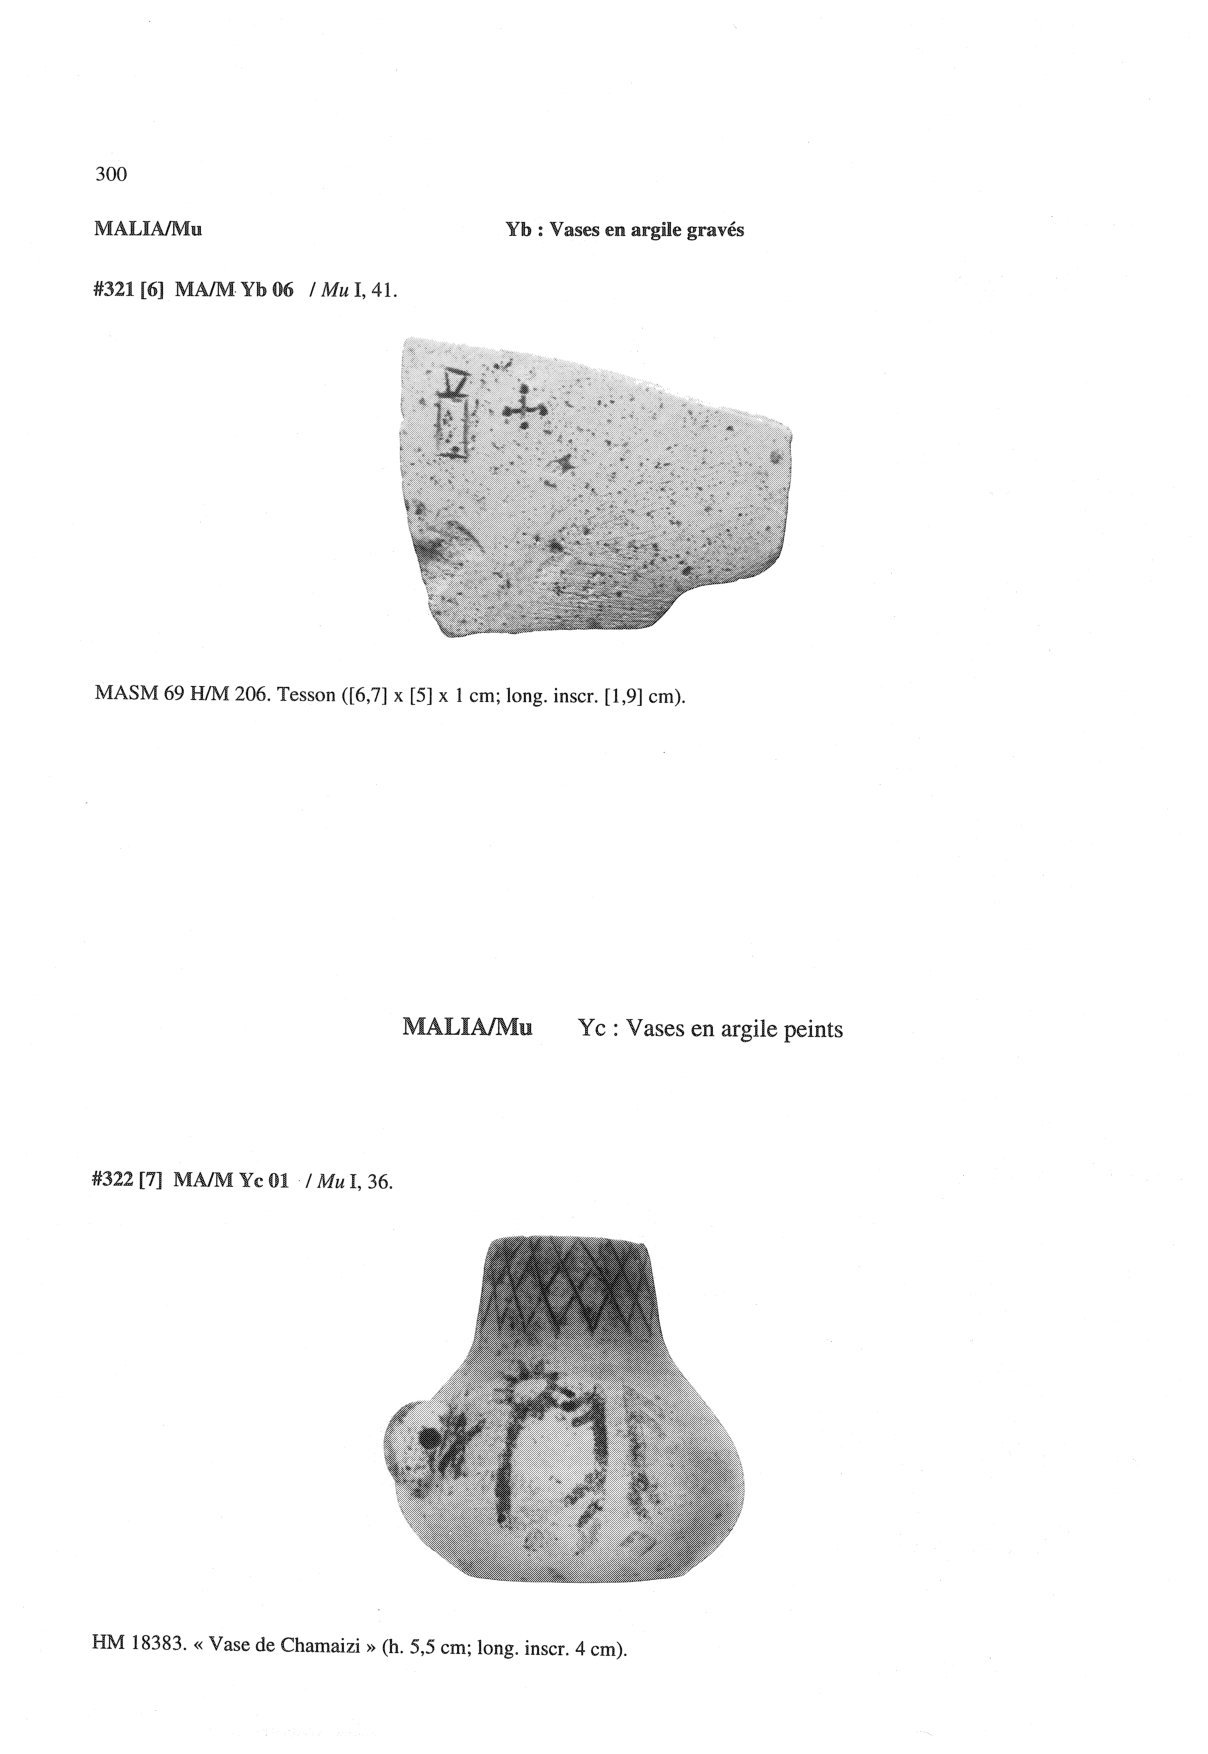 300
MALIA/Mu Yb : Vases en argile gravés
#321 [6] MA/M Yb 06 / Mu I, 41.
MASM 69 H/M 206. Tesson ([6,7] x [5] x 1 cm; long. inscr. [1,9] cm).
MALIA/Mu Yc : Vases en argile peints
#322 [7] MA/M Yc 01 / Mu I, 36.
HM 18383. « Vase de Chamaizi » (h. 5,5 cm; long. inscr. 4 cm).